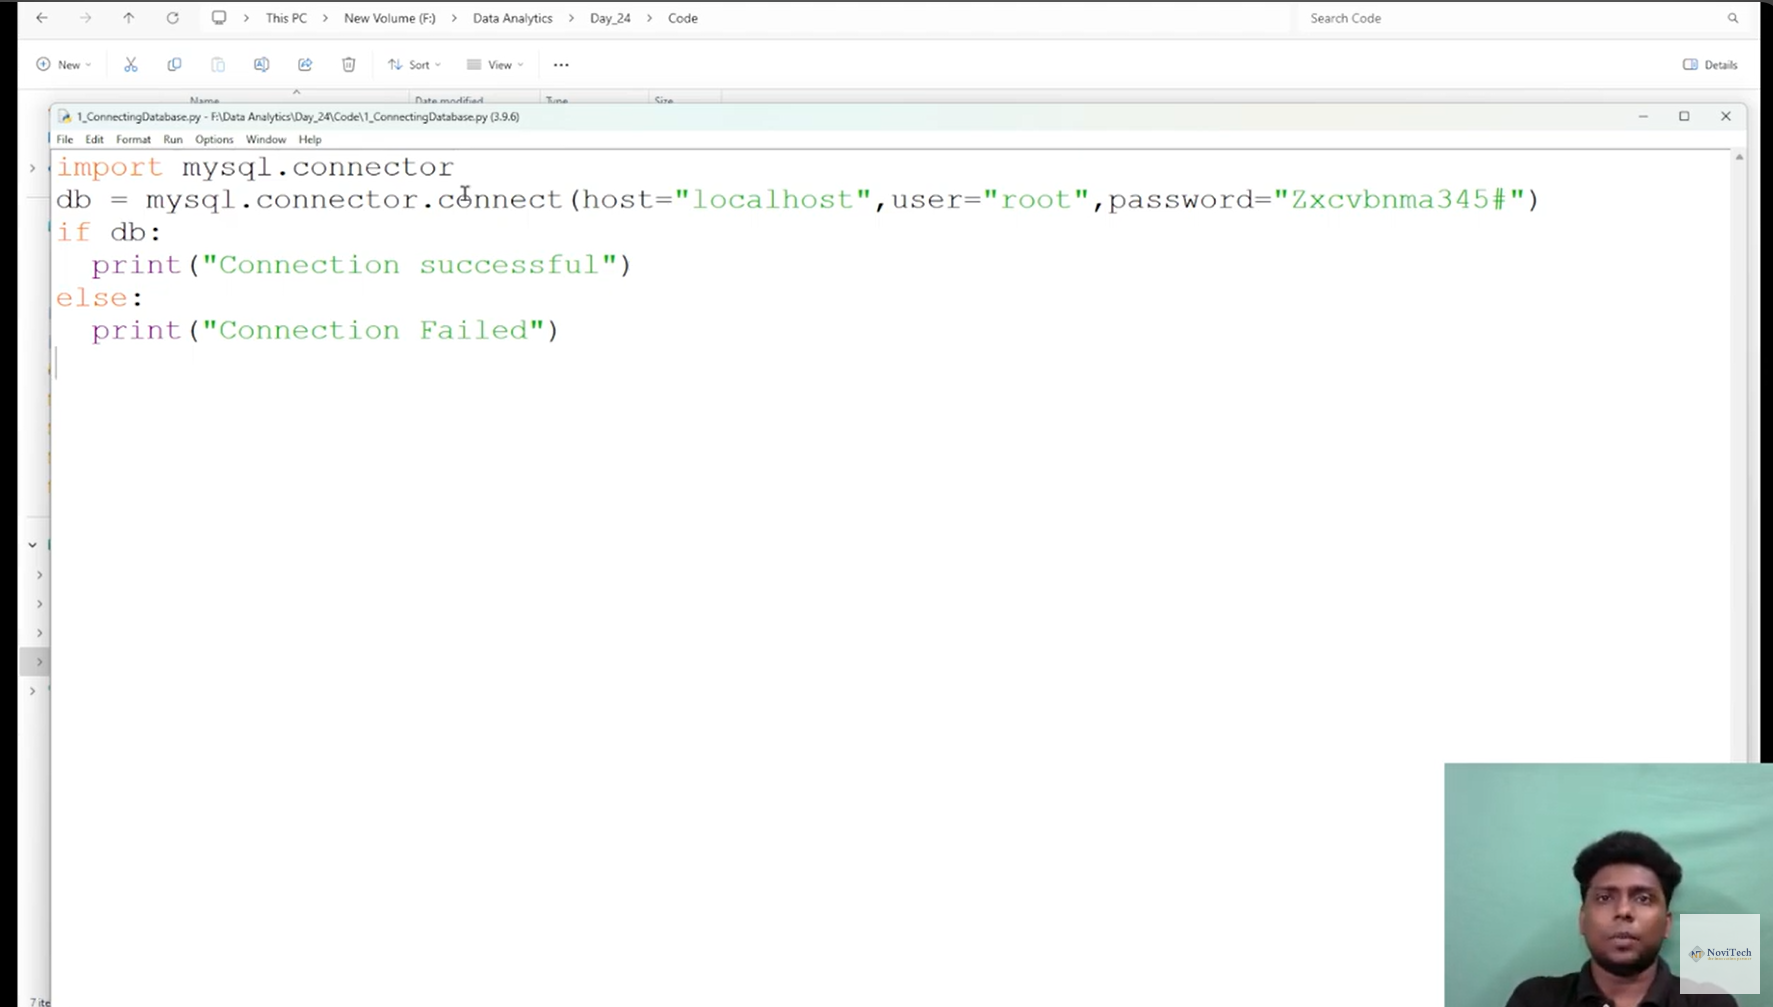 This PC > New Volume (F:) > Data Analytics > Day_24 > Code
Search Code
New
Sort
View
...
Details
Name
Date modified
Type
Size
1_ConnectingDatabase.py - F:\Data Analytics\Day_24\Code\1_ConnectingDatabase.py (3.9.6)
File Edit Format Run Options Window Help
import mysql.connector
db = mysql.connector.connect(host="localhost",user="root",password="Zxcvbnma345#")
if db:
print("Connection successful")
else:
print("Connection Failed")
NT NoviTech